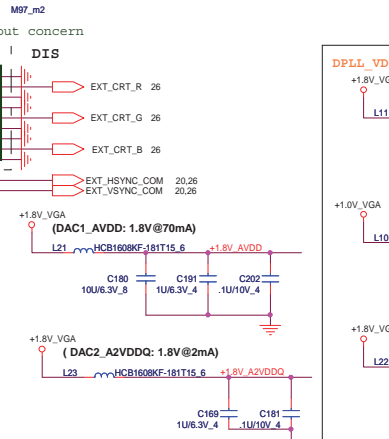 M97_m2
out concern
DIS
EXT_CRT_R 26
EXT_CRT_G 26
EXT_CRT_B 26
EXT_HSYNC_COM 20,26
EXT_VSYNC_COM 20,26
+1.8V_VGA
(DAC1_AVDD: 1.8V@70mA)
L21 HCB1608KF-181T15_6 +1.8V_AVDD
C180
10U/6.3V_8
C191
1U/6.3V_4
C202
.1U/10V_4
+1.8V_VGA
( DAC2_A2VDDQ: 1.8V@2mA)
L23 HCB1608KF-181T15_6 +1.8V_A2VDDQ
C169
1U/6.3V_4
C181
.1U/10V_4
DPLL_VD
+1.8V_VG
L11
+1.0V_VGA
L10
+1.8V_VG
L22